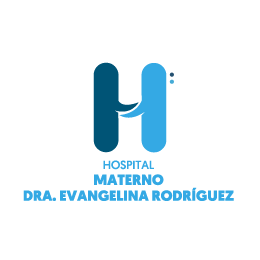 HOSPITAL
MATERNO
DRA. EVANGELINA RODRÍGUEZ